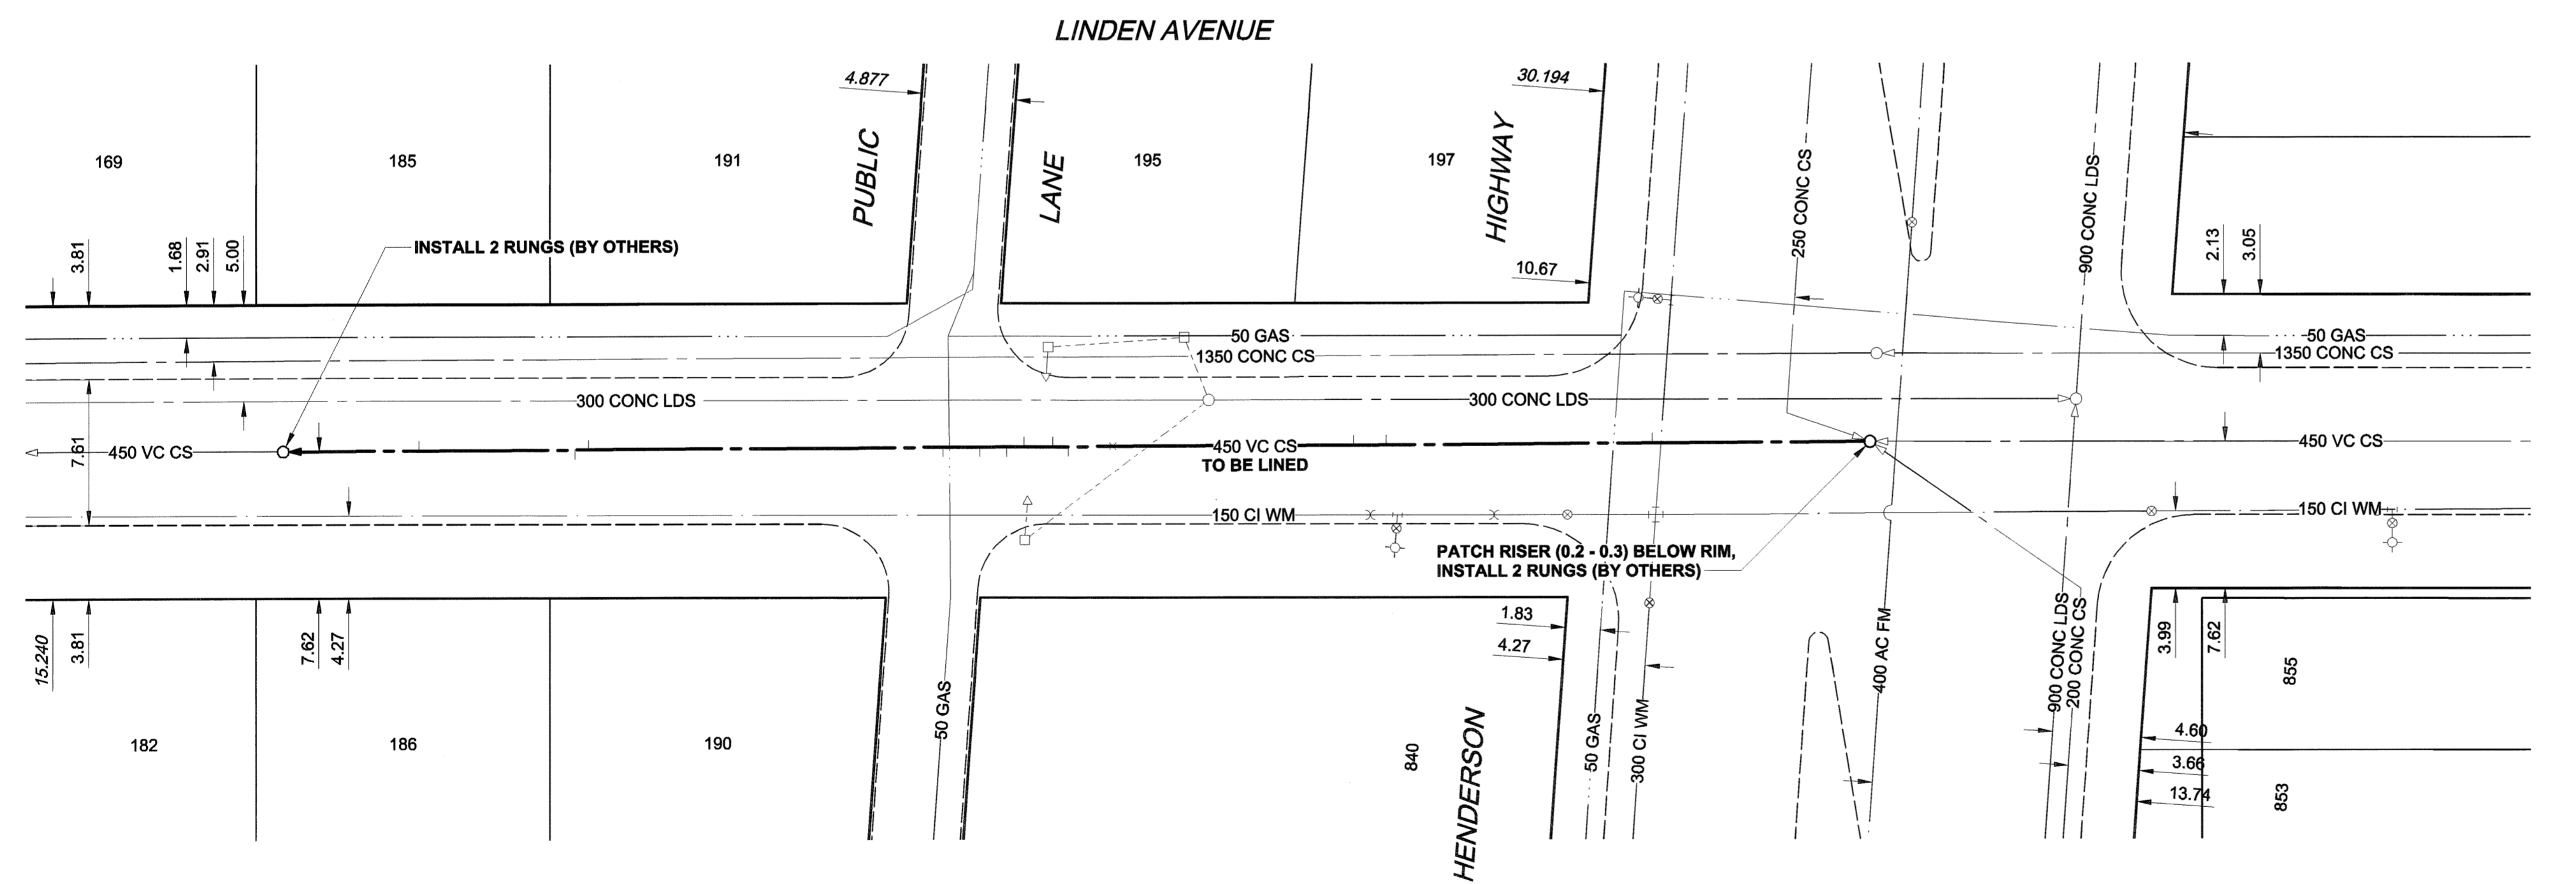 LINDEN AVENUE
4.877
30.194
169
185
191
PUBLIC
LANE
195
197
HIGHWAY
250 CONC CS
900 CONC LDS
3.81
1.68
2.91
5.00
INSTALL 2 RUNGS (BY OTHERS)
10.67
2.13
3.05
50 GAS
1350 CONC CS
50 GAS
1350 CONC CS
300 CONC LDS
300 CONC LDS
7.61
450 VC CS
450 VC CS
TO BE LINED
450 VC CS
150 CI WM
150 CI WM
PATCH RISER (0.2 - 0.3) BELOW RIM,
INSTALL 2 RUNGS (BY OTHERS)
15.240
3.81
7.62
4.27
1.83
4.27
3.99
7.62
855
182
186
190
50 GAS
840
HENDERSON
50 GAS
300 CI WM
400 AC FM
900 CONC LDS
200 CONC CS
4.60
3.66
13.74
853